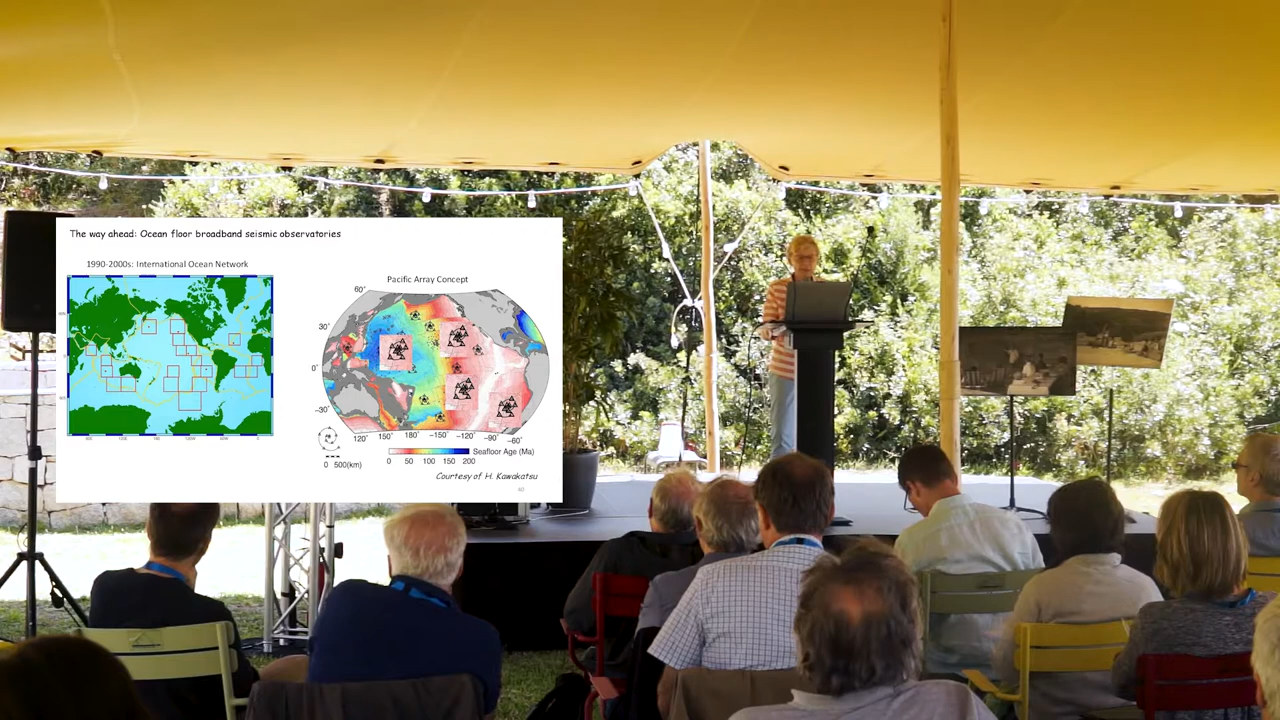 The way ahead: Ocean floor broadband seismic observatories
1990-2000s: International Ocean Network
Pacific Array Concept
60°
30°
0°
−30°
120° 150° 180° −150° −120° −90° −60°
0 500(km)
0 50 100 150 200
Seafloor Age (Ma)
Courtesy of H. Kawakatsu